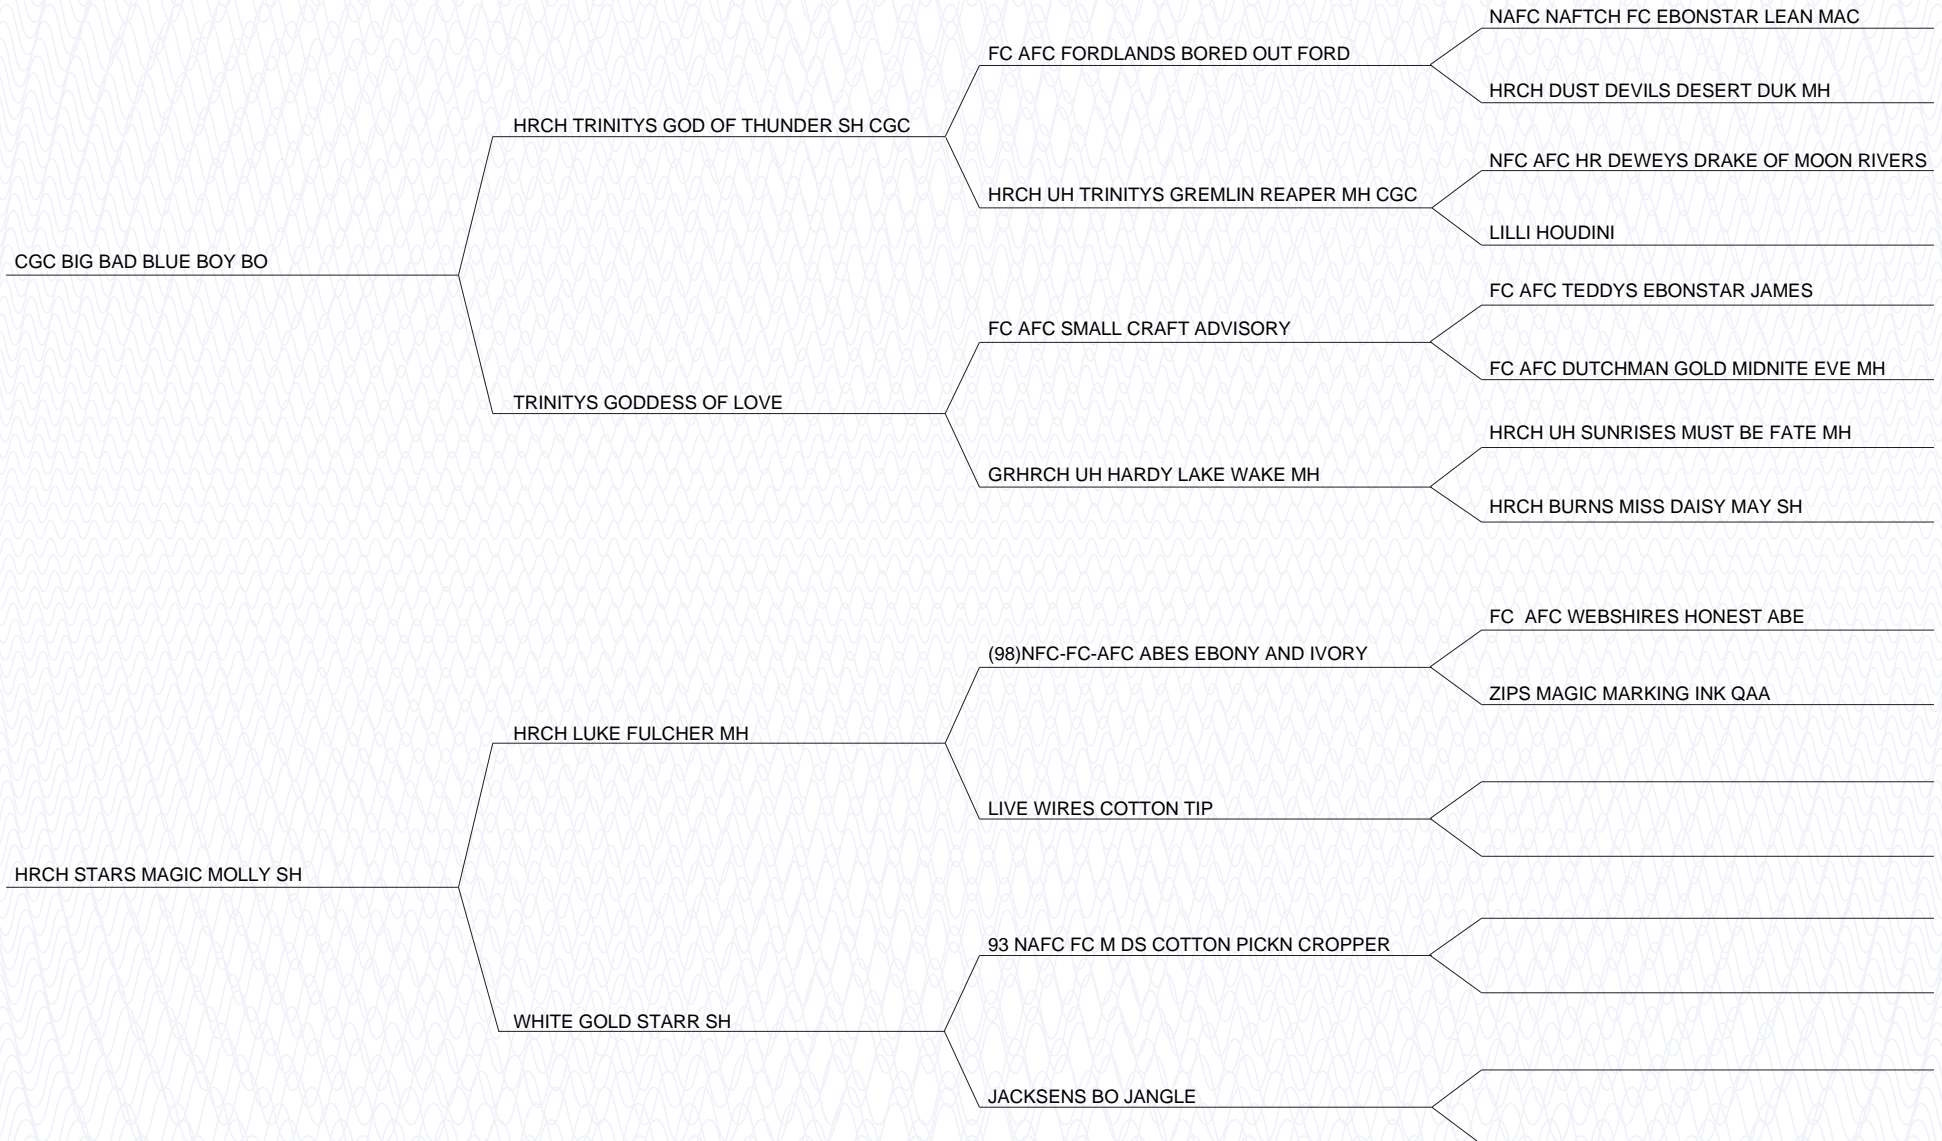 NAFC NAFTCH FC EBONSTAR LEAN MAC
FC AFC FORDLANDS BORED OUT FORD
HRCH DUST DEVILS DESERT DUK MH
HRCH TRINITYS GOD OF THUNDER SH CGC
NFC AFC HR DEWEYS DRAKE OF MOON RIVERS
HRCH UH TRINITYS GREMLIN REAPER MH CGC
LILLI HOUDINI
CGC BIG BAD BLUE BOY BO
FC AFC TEDDYS EBONSTAR JAMES
FC AFC SMALL CRAFT ADVISORY
FC AFC DUTCHMAN GOLD MIDNITE EVE MH
TRINITYS GODDESS OF LOVE
HRCH UH SUNRISES MUST BE FATE MH
GRHRCH UH HARDY LAKE WAKE MH
HRCH BURNS MISS DAISY MAY SH
FC  AFC WEBSHIRES HONEST ABE
(98)NFC-FC-AFC ABES EBONY AND IVORY
ZIPS MAGIC MARKING INK QAA
HRCH LUKE FULCHER MH
LIVE WIRES COTTON TIP
HRCH STARS MAGIC MOLLY SH
93 NAFC FC M DS COTTON PICKN CROPPER
WHITE GOLD STARR SH
JACKSENS BO JANGLE